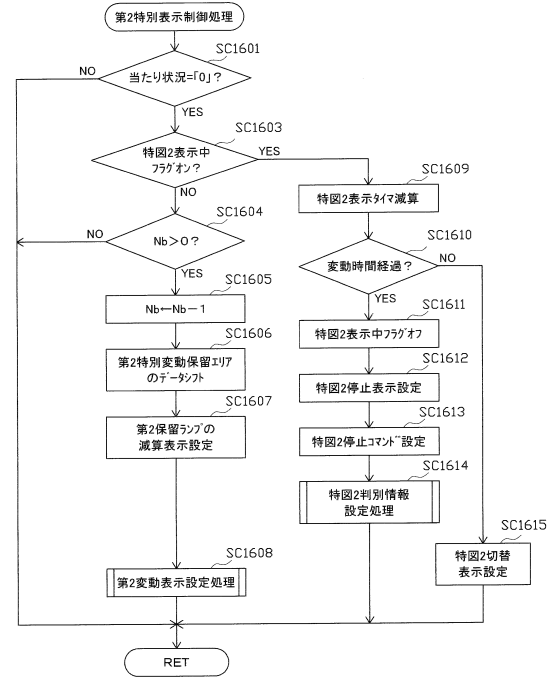 第2特別表示制御処理
SC1601
当たり状況=｢0｣?
NO
YES
SC1603
特図2表示中
ﾌﾗｸﾞオン?
YES
NO
SC1604
Nb>0?
NO
YES
SC1605
Nb←Nb－1
SC1606
第2特別変動保留エリア
のﾃﾞｰﾀｼﾌﾄ
SC1607
第2保留ﾗﾝﾌﾟの
減算表示設定
SC1608
第2変動表示設定処理
SC1609
特図2表示ﾀｲﾏ減算
SC1610
変動時間経過?
NO
YES
SC1611
特図2表示中ﾌﾗｸﾞオフ
SC1612
特図2停止表示設定
SC1613
特図2停止ｺﾏﾝﾄﾞ設定
SC1614
特図2判別情報
設定処理
SC1615
特図2切替
表示設定
RET